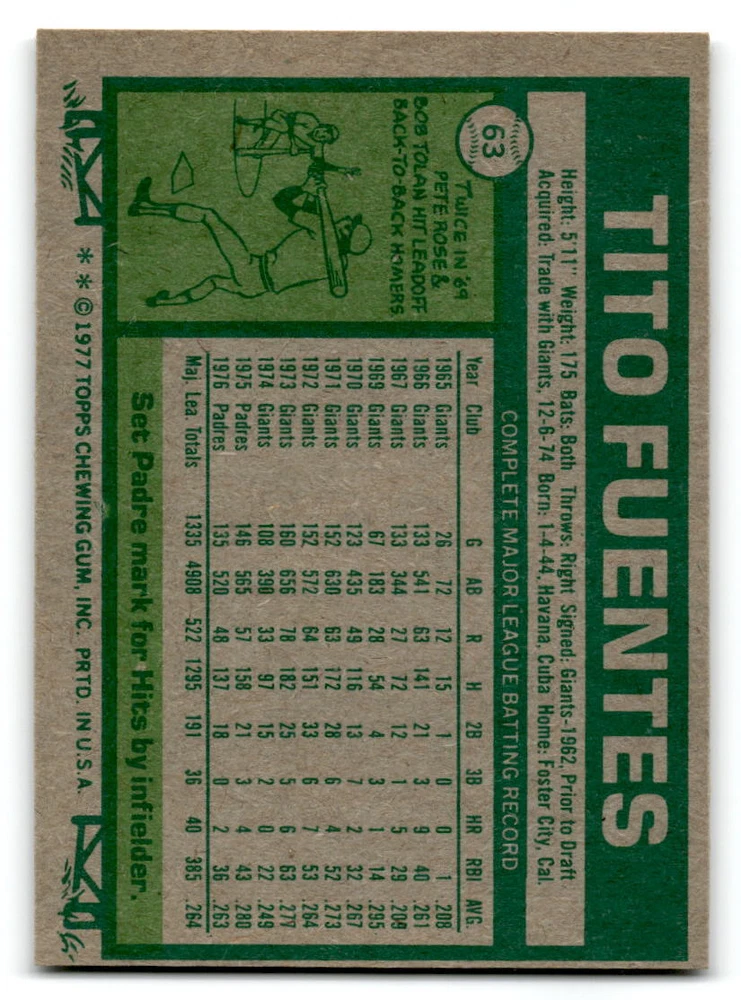 63
TITO FUENTES
Height: 5'11" Weight: 175 Bats: Both Throws: Right Signed: Giants-1962, Prior to Draft
Acquired: Trade with Giants, 12-6-74 Born: 1-4-44, Havana, Cuba Home: Foster City, Cal.
COMPLETE MAJOR LEAGUE BATTING RECORD
TWICE IN '69
PETE ROSE &
BOB TOLAN HIT LEADOFF
BACK-TO-BACK HOMERS.
Year Club G AB R H 2B 3B HR RBI AVG
1965 Giants 26 72 12 15 1 0 0 1 .208
1966 Giants 133 541 63 141 21 3 9 40 .261
1967 Giants 133 344 27 72 12 1 5 29 .209
1969 Giants 67 183 28 54 4 3 1 14 .295
1970 Giants 123 435 49 116 13 7 2 32 .267
1971 Giants 152 630 63 172 28 6 4 52 .273
1972 Giants 152 572 64 151 33 6 7 53 .264
1973 Giants 160 656 78 182 25 5 6 63 .277
1974 Giants 108 390 33 97 15 2 0 22 .249
1975 Padres 146 565 57 158 21 3 4 43 .280
1976 Padres 135 520 48 137 18 0 2 36 .263
Maj. Lea. Totals 1335 4908 522 1295 191 36 40 385 .264
Set Padre mark for Hits by infielder.
* * © 1977 TOPPS CHEWING GUM, INC. PRTD. IN U.S.A.